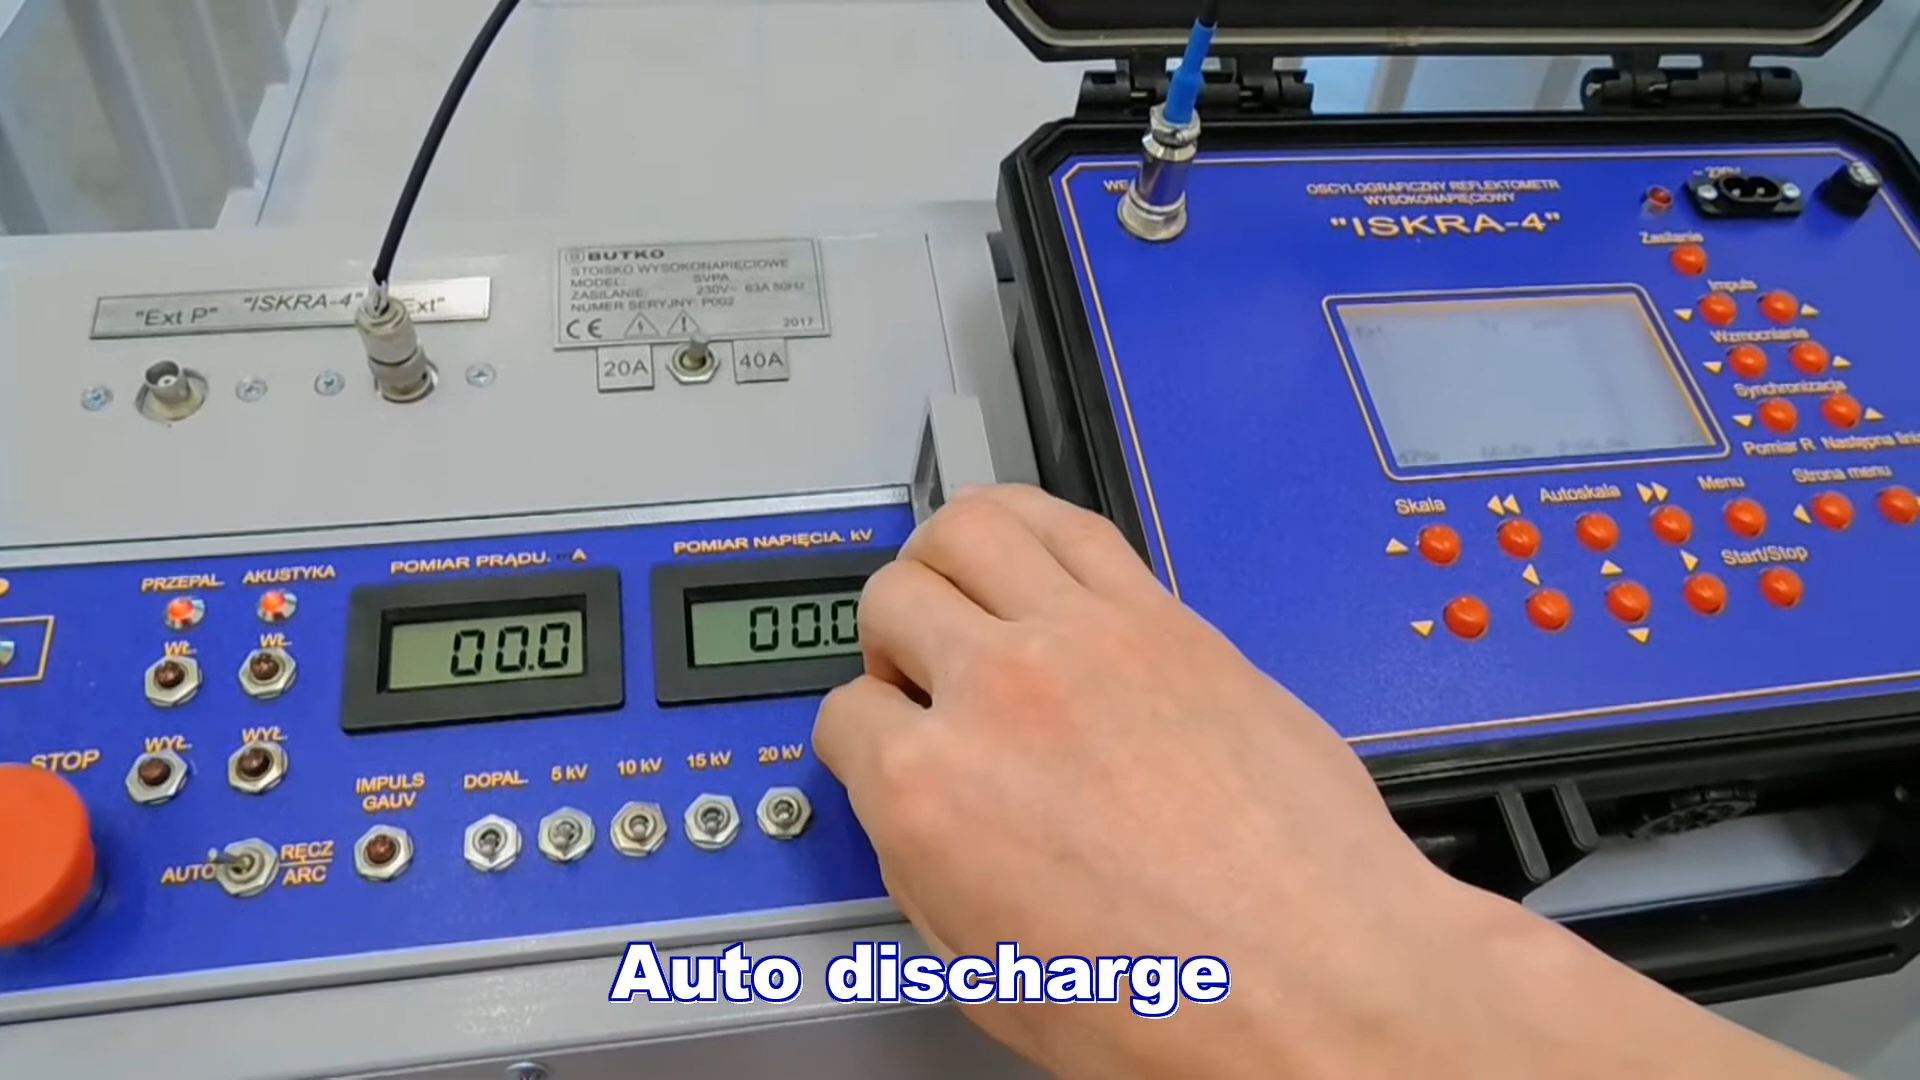 BUTKO
STOISKO WYSOKONAPIĘCIOWE
MODEL: SVPA
ZASILANIE: 230V~ 63A 50Hz
NUMER SERYJNY: P002
CE
2017
"Ext P" "ISKRA-4" Ext"
20A
40A
OSCYLOGRAFICZNY REFLEKTOMETR
WYSOKONAPIĘCIOWY
"ISKRA-4"
WE
Zasilanie
Impuls
Wzmocnienie
Synchronizacja
Pomiar R
Następna
Skala
Autoskala
Menu
Strona menu
Start/Stop
PRZEPAL.
AKUSTYKA
POMIAR PRĄDU. A
POMIAR NAPIĘCIA. kV
00.0
00.0
WŁ.
WŁ.
WYŁ.
WYŁ.
STOP
IMPULS
GAUV
DOPAL.
5 kV
10 kV
15 kV
20 kV
AUTO
RĘCZ
ARC
Auto discharge